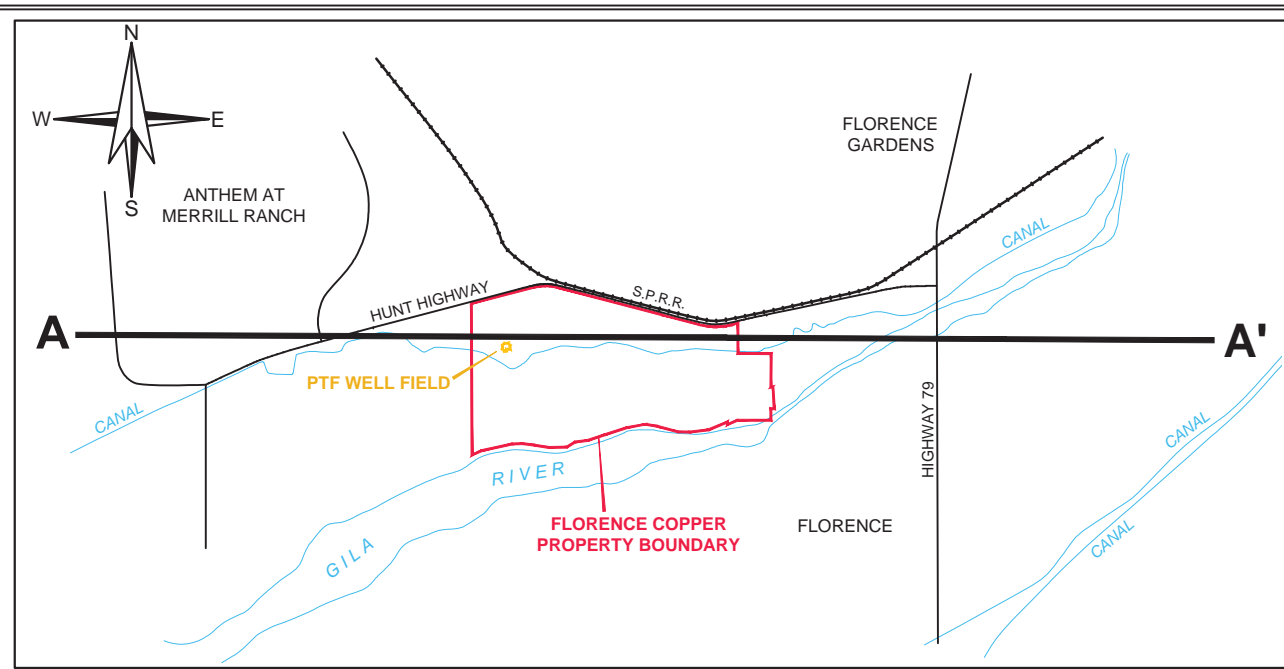 N
W
E
S
ANTHEM AT
MERRILL RANCH
FLORENCE
GARDENS
CANAL
HUNT HIGHWAY
S.P.R.R.
A
A'
PTF WELL FIELD
CANAL
HIGHWAY 79
CANAL
CANAL
GILA RIVER
FLORENCE COPPER
PROPERTY BOUNDARY
FLORENCE